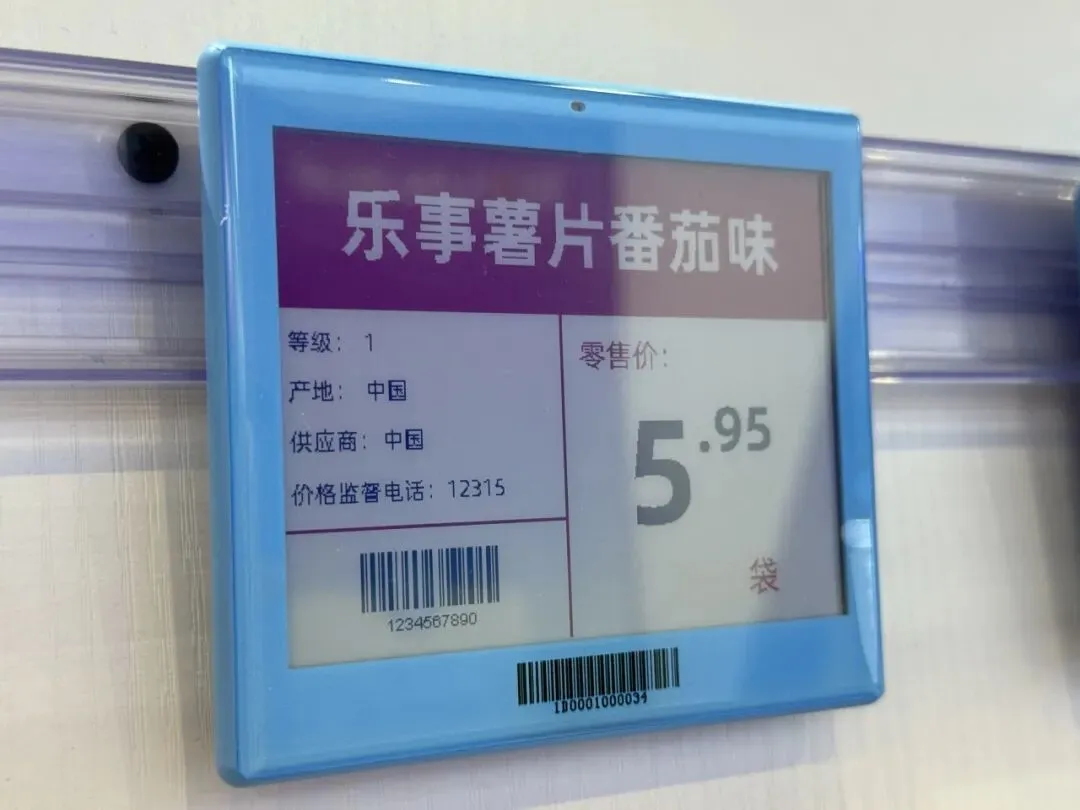 乐事薯片番茄味
等级： 1
产地： 中国
供应商： 中国
价格监督电话：12315
1234567890
零售价：
5.95
袋
1D0001000034